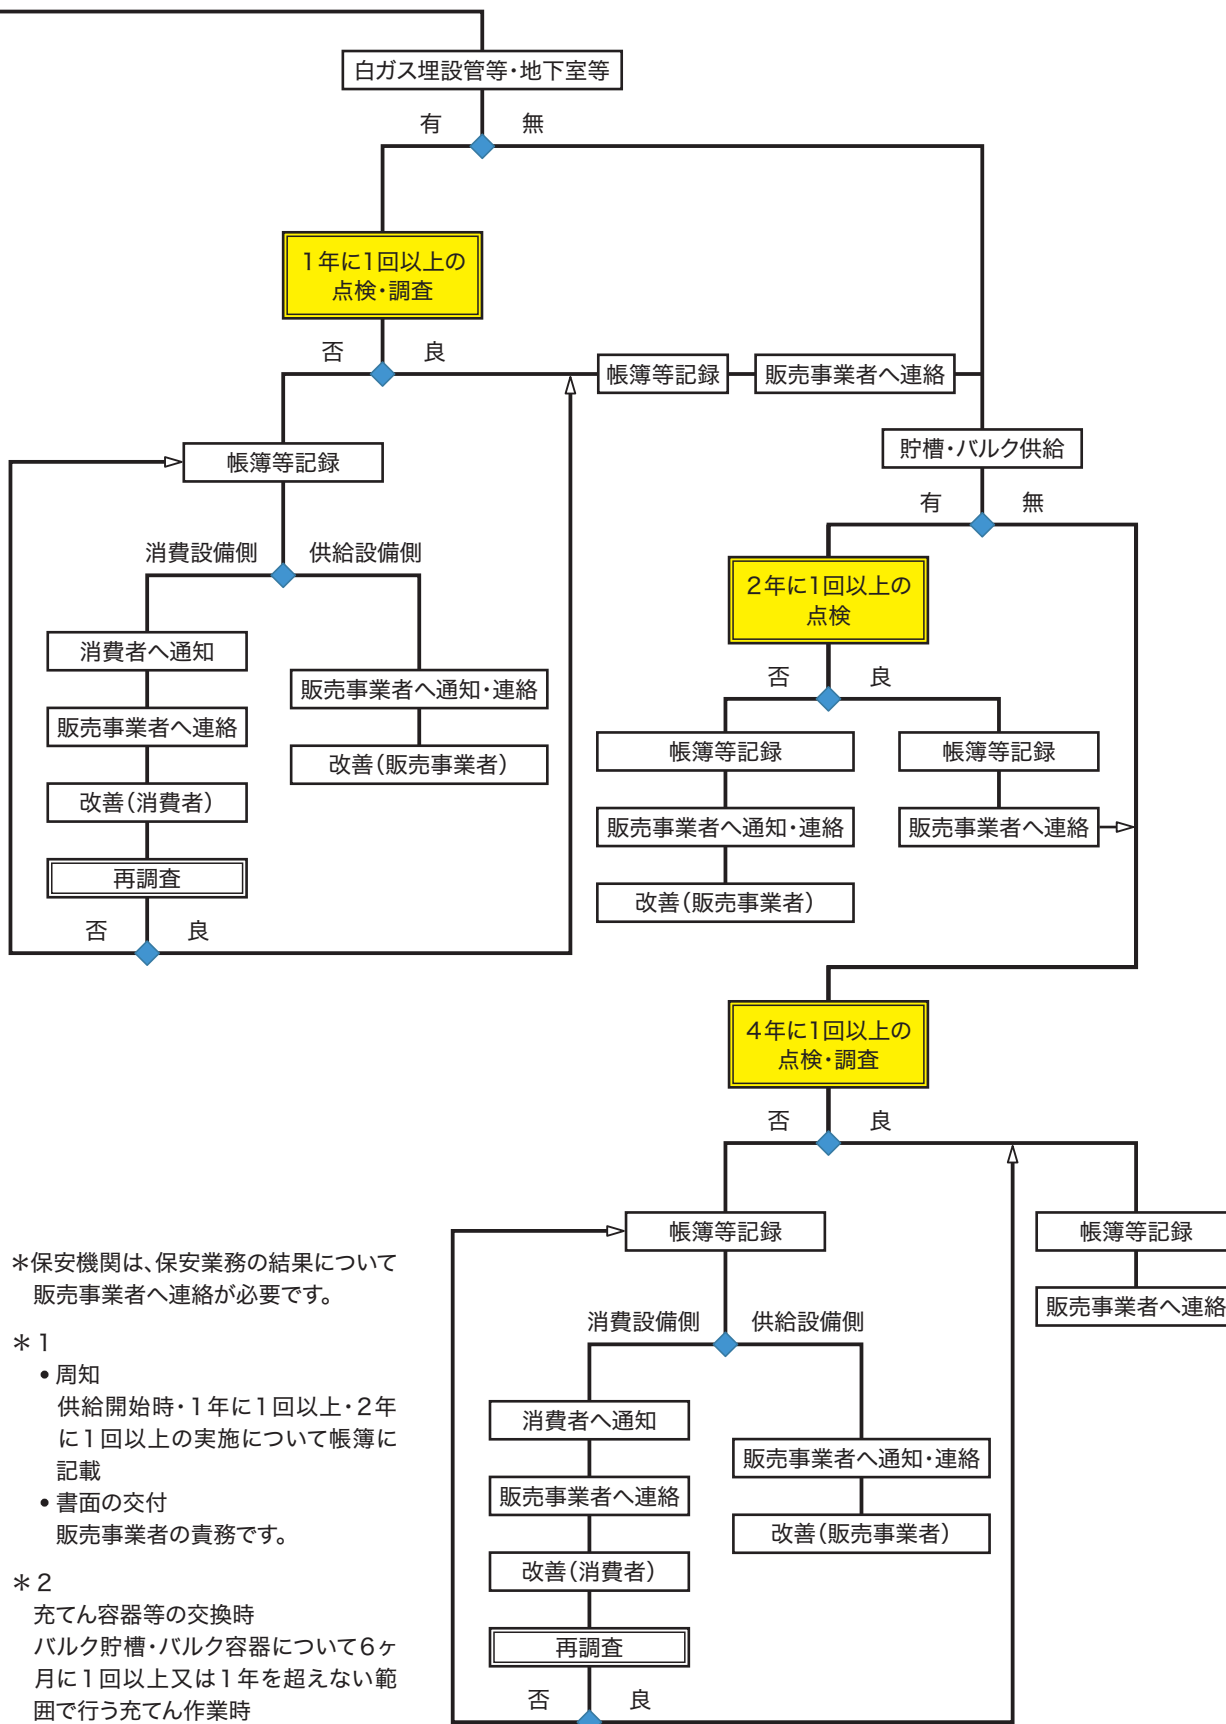 白ガス埋設管等・地下室等
有
無
1年に1回以上の
点検・調査
否
良
帳簿等記録
販売事業者へ連絡
帳簿等記録
消費設備側
供給設備側
消費者へ通知
販売事業者へ連絡
改善（消費者）
再調査
否
良
販売事業者へ通知・連絡
改善（販売事業者）
貯槽・バルク供給
有
無
2年に1回以上の
点検
否
良
帳簿等記録
販売事業者へ通知・連絡
改善（販売事業者）
帳簿等記録
販売事業者へ連絡
4年に1回以上の
点検・調査
否
良
帳簿等記録
消費設備側
供給設備側
消費者へ通知
販売事業者へ連絡
改善（消費者）
再調査
否
良
販売事業者へ通知・連絡
改善（販売事業者）
帳簿等記録
販売事業者へ連絡
＊保安機関は、保安業務の結果について
販売事業者へ連絡が必要です。
＊1
•周知
供給開始時・1年に1回以上・2年
に1回以上の実施について帳簿に
記載
•書面の交付
販売事業者の責務です。
＊2
充てん容器等の交換時
バルク貯槽・バルク容器について6ヶ
月に1回以上又は1年を超えない範
囲で行う充てん作業時